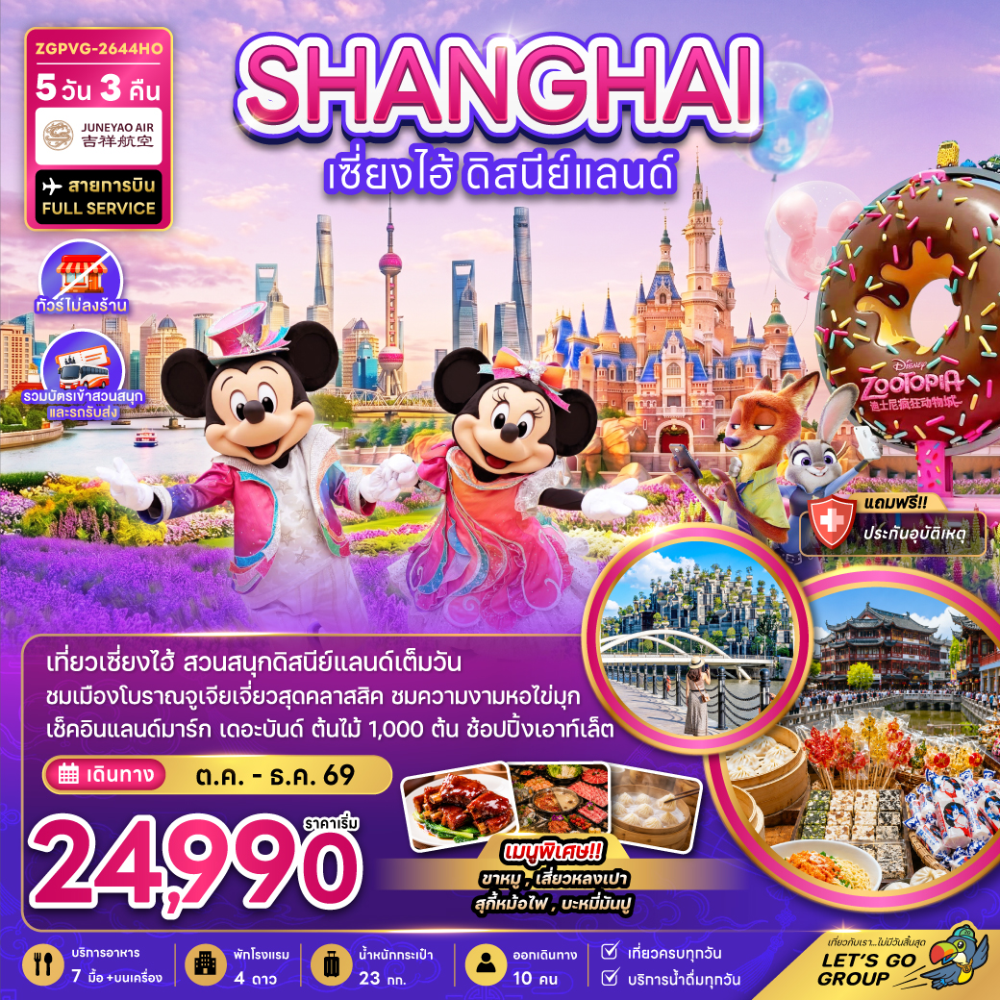 ZGPVG-2644HO
5 วัน 3 คืน
JUNEYAO AIR
吉祥航空
สายการบิน
FULL SERVICE
SHANGHAI
เซี่ยงไฮ้ ดิสนีย์แลนด์
ทัวร์ไม่ลงร้าน
รวมบัตรเข้าสวนสนุก
และรถรับส่ง
Disney
ZOOTOPIA
迪士尼疯狂动物城
แถมฟรี!!
ประกันอุบัติเหตุ
เที่ยวเซี่ยงไฮ้ สวนสนุกดิสนีย์แลนด์เต็มวัน
ชมเมืองโบราณจูเจียเจี่ยวสุดคลาสสิค ชมความงามหอไข่มุก
เช็คอินแลนด์มาร์ก เดอะบันด์ ต้นไม้ 1,000 ต้น ช้อปปิ้งเอาท์เล็ต
เดินทาง ต.ค. - ธ.ค. 69
ราคาเริ่ม
24,990
เมนูพิเศษ!!
ขาหมู , เสี่ยวหลงเปา
สุกี้หม้อไฟ , บะหมี่มันปู
บริการอาหาร
7 มื้อ +บนเครื่อง
พักโรงแรม
4 ดาว
น้ำหนักกระเป๋า
23 กก.
ออกเดินทาง
10 คน
เที่ยวครบทุกวัน
บริการน้ำดื่มทุกวัน
เที่ยวกับเรา...ไม่มีวันสิ้นสุด
LET'S GO
GROUP